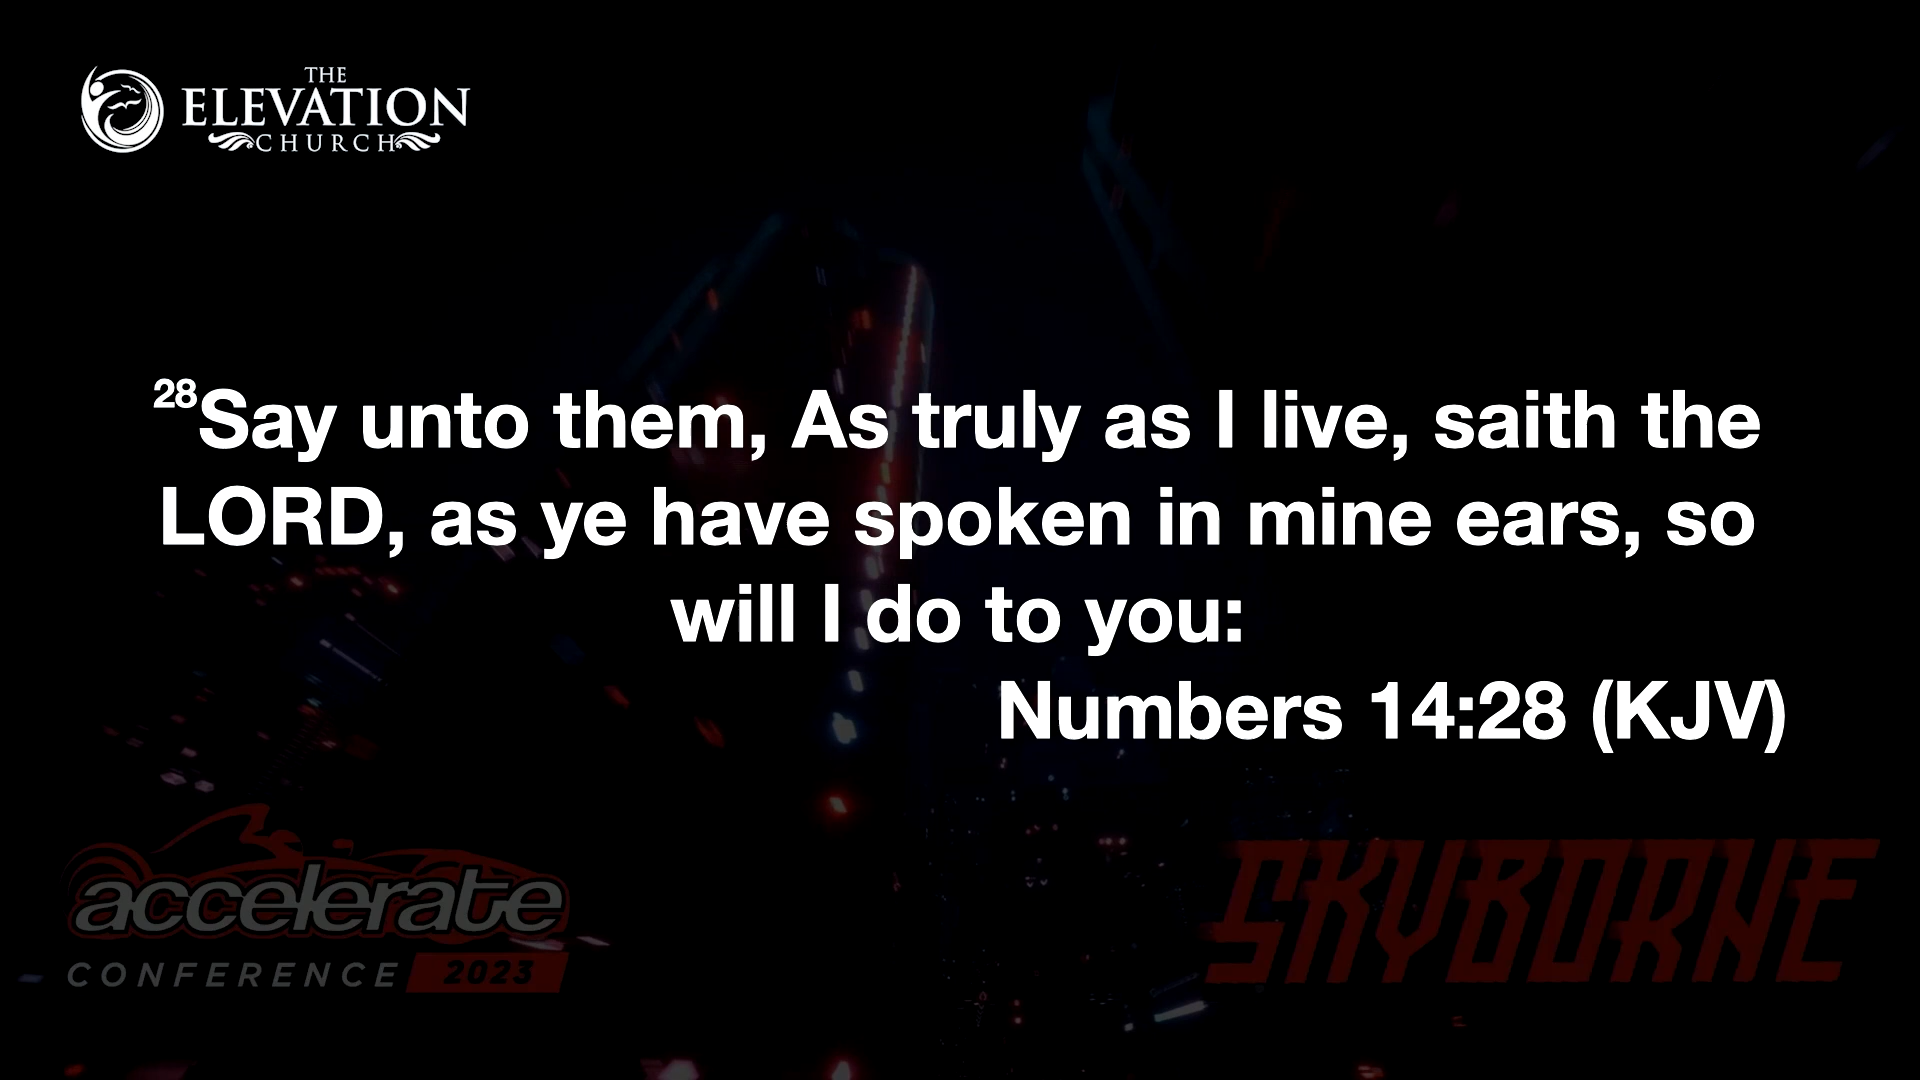 THE
ELEVATION
CHURCH
28Say unto them, As truly as I live, saith the
LORD, as ye have spoken in mine ears, so
will I do to you:
Numbers 14:28 (KJV)
accelerate
CONFERENCE 2023
SKYBORNE